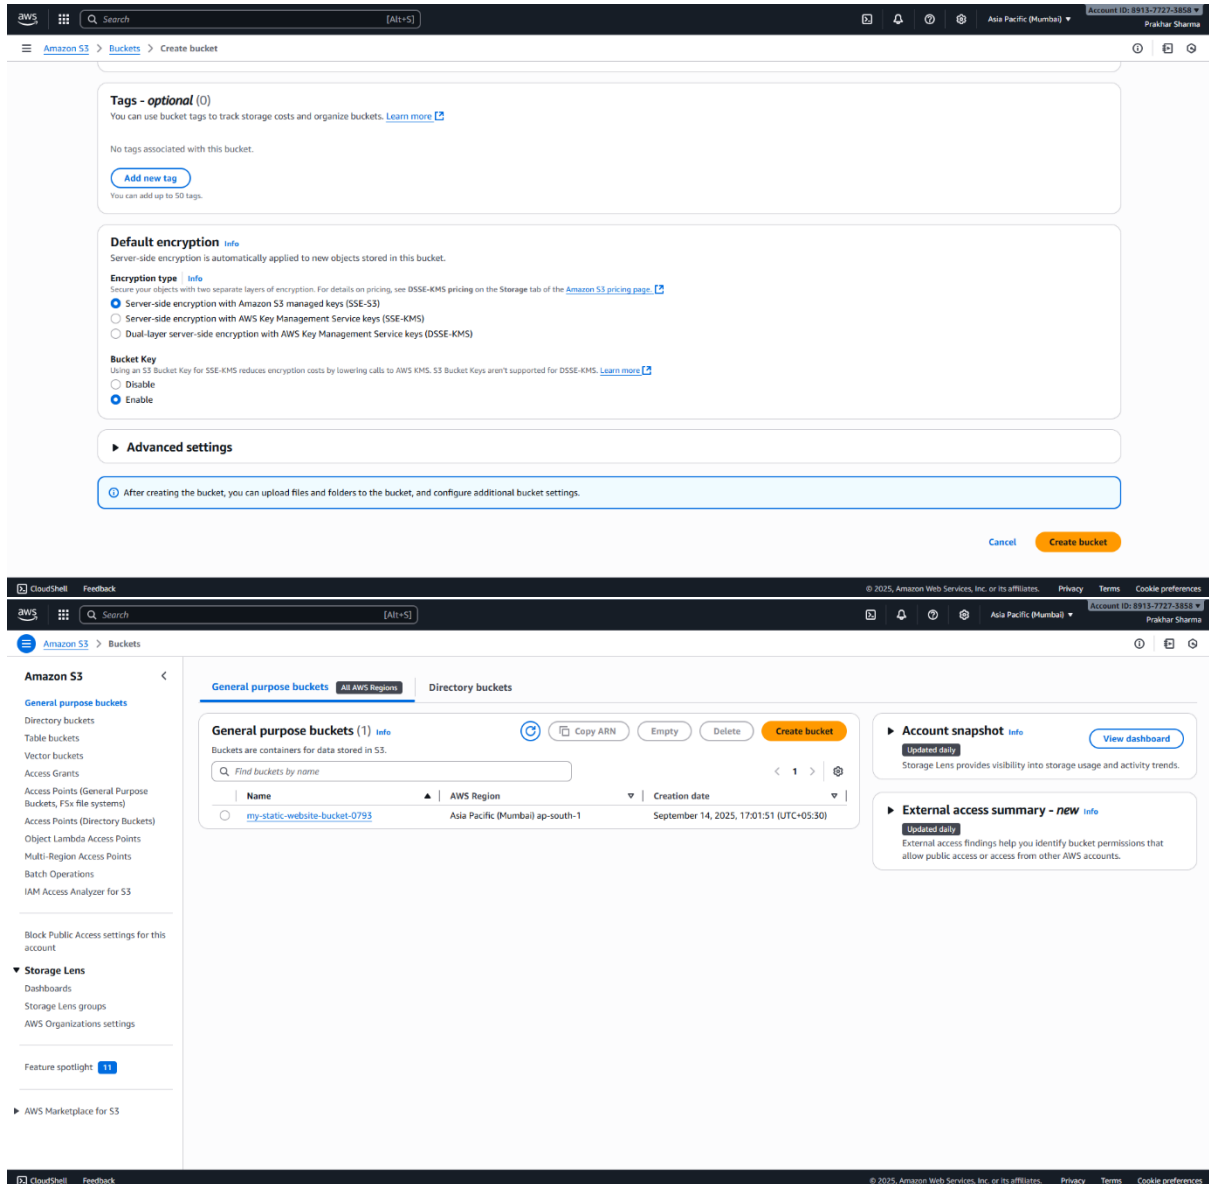 aws
Search
[Alt+S]
Asia Pacific (Mumbai) ▼
Account ID: 8913-7727-3858 ▼
Prakhar Sharma
Amazon S3 > Buckets > Create bucket
Tags - optional (0)
You can use bucket tags to track storage costs and organize buckets. Learn more
No tags associated with this bucket.
Add new tag
You can add up to 50 tags.
Default encryption Info
Server-side encryption is automatically applied to new objects stored in this bucket.
Encryption type | Info
Secure your objects with two separate layers of encryption. For details on pricing, see DSSE-KMS pricing on the Storage tab of the Amazon S3 pricing page.
Server-side encryption with Amazon S3 managed keys (SSE-S3)
Server-side encryption with AWS Key Management Service keys (SSE-KMS)
Dual-layer server-side encryption with AWS Key Management Service keys (DSSE-KMS)
Bucket Key
Using an S3 Bucket Key for SSE-KMS reduces encryption costs by lowering calls to AWS KMS. S3 Bucket Keys aren't supported for DSSE-KMS. Learn more
Disable
Enable
Advanced settings
After creating the bucket, you can upload files and folders to the bucket, and configure additional bucket settings.
Cancel
Create bucket
CloudShell Feedback
© 2025, Amazon Web Services, Inc. or its affiliates. Privacy Terms Cookie preferences
aws
Search
[Alt+S]
Asia Pacific (Mumbai) ▼
Account ID: 8913-7727-3858 ▼
Prakhar Sharma
Amazon S3 > Buckets
Amazon S3
General purpose buckets
Directory buckets
Table buckets
Vector buckets
Access Grants
Access Points (General Purpose
Buckets, FSx file systems)
Access Points (Directory Buckets)
Object Lambda Access Points
Multi-Region Access Points
Batch Operations
IAM Access Analyzer for S3
Block Public Access settings for this
account
Storage Lens
Dashboards
Storage Lens groups
AWS Organizations settings
Feature spotlight 11
AWS Marketplace for S3
General purpose buckets All AWS Regions
Directory buckets
General purpose buckets (1) Info
Copy ARN
Empty
Delete
Create bucket
Buckets are containers for data stored in S3.
Find buckets by name
< 1 >
Name
AWS Region
Creation date
my-static-website-bucket-0793
Asia Pacific (Mumbai) ap-south-1
September 14, 2025, 17:01:51 (UTC+05:30)
Account snapshot Info
Updated daily
View dashboard
Storage Lens provides visibility into storage usage and activity trends.
External access summary - new Info
Updated daily
External access findings help you identify bucket permissions that
allow public access or access from other AWS accounts.
CloudShell Feedback
© 2025, Amazon Web Services, Inc. or its affiliates. Privacy Terms Cookie preferences